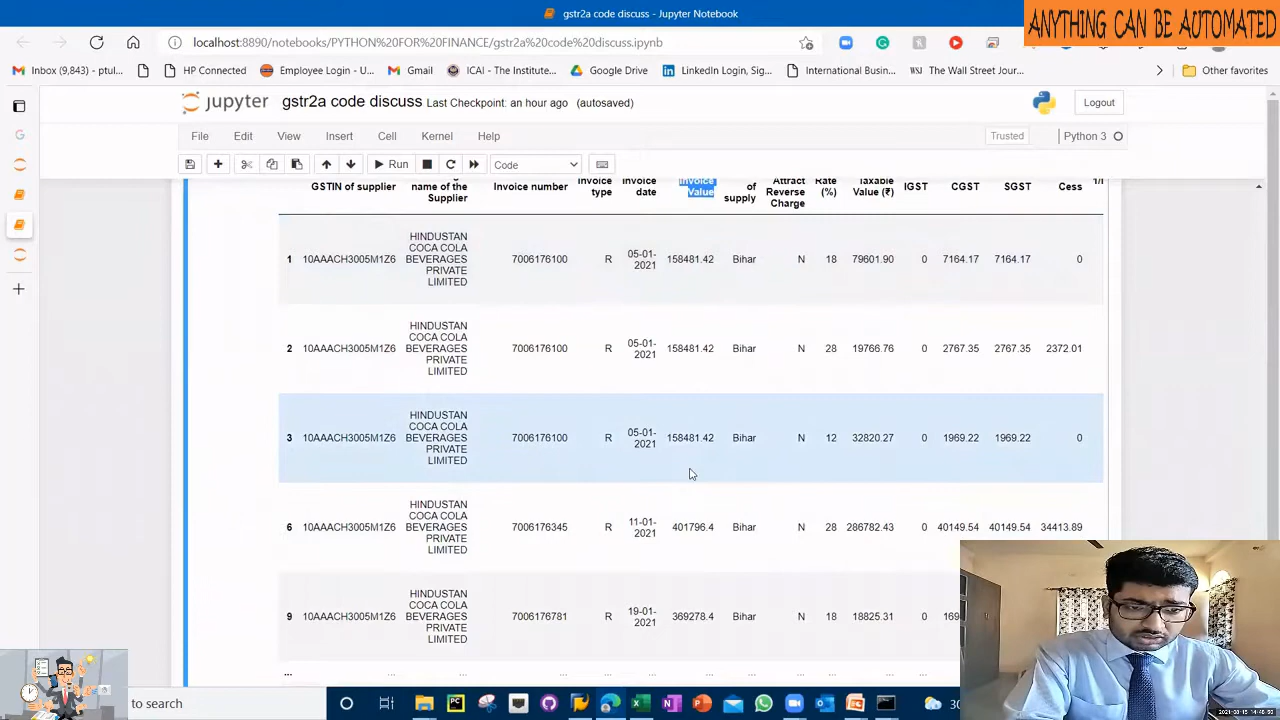 gstr2a code discuss - Jupyter Notebook
ANYTHING CAN BE AUTOMATED
localhost:8890/notebooks/PYTHON%20FOR%20FINANCE/gstr2a%20code%20discuss.ipynb
Inbox (9,843) - ptul... HP Connected Employee Login - U... Gmail ICAI - The Institute... Google Drive LinkedIn Login, Sig... International Busin... WSJ The Wall Street Jour... Other favorites
jupyter gstr2a code discuss Last Checkpoint: an hour ago (autosaved) Logout
File Edit View Insert Cell Kernel Help Trusted Python 3
Run Code
GSTIN of supplier name of the Supplier Invoice number Invoice type Invoice date Invoice Value of supply Attract Reverse Charge Rate (%) Taxable Value (₹) IGST CGST SGST Cess
1 10AAACH3005M1Z6 HINDUSTAN COCA COLA BEVERAGES PRIVATE LIMITED 7006176100 R 05-01-2021 158481.42 Bihar N 18 79601.90 0 7164.17 7164.17 0
2 10AAACH3005M1Z6 HINDUSTAN COCA COLA BEVERAGES PRIVATE LIMITED 7006176100 R 05-01-2021 158481.42 Bihar N 28 19766.76 0 2767.35 2767.35 2372.01
3 10AAACH3005M1Z6 HINDUSTAN COCA COLA BEVERAGES PRIVATE LIMITED 7006176100 R 05-01-2021 158481.42 Bihar N 12 32820.27 0 1969.22 1969.22 0
6 10AAACH3005M1Z6 HINDUSTAN COCA COLA BEVERAGES PRIVATE LIMITED 7006176345 R 11-01-2021 401796.4 Bihar N 28 286782.43 0 40149.54 40149.54 34413.89
9 10AAACH3005M1Z6 HINDUSTAN COCA COLA BEVERAGES PRIVATE LIMITED 7006176781 R 19-01-2021 369278.4 Bihar N 18 18825.31 0 169
... ... ... ... ... ... ... ... ... ...
to search
30
2021-08-15